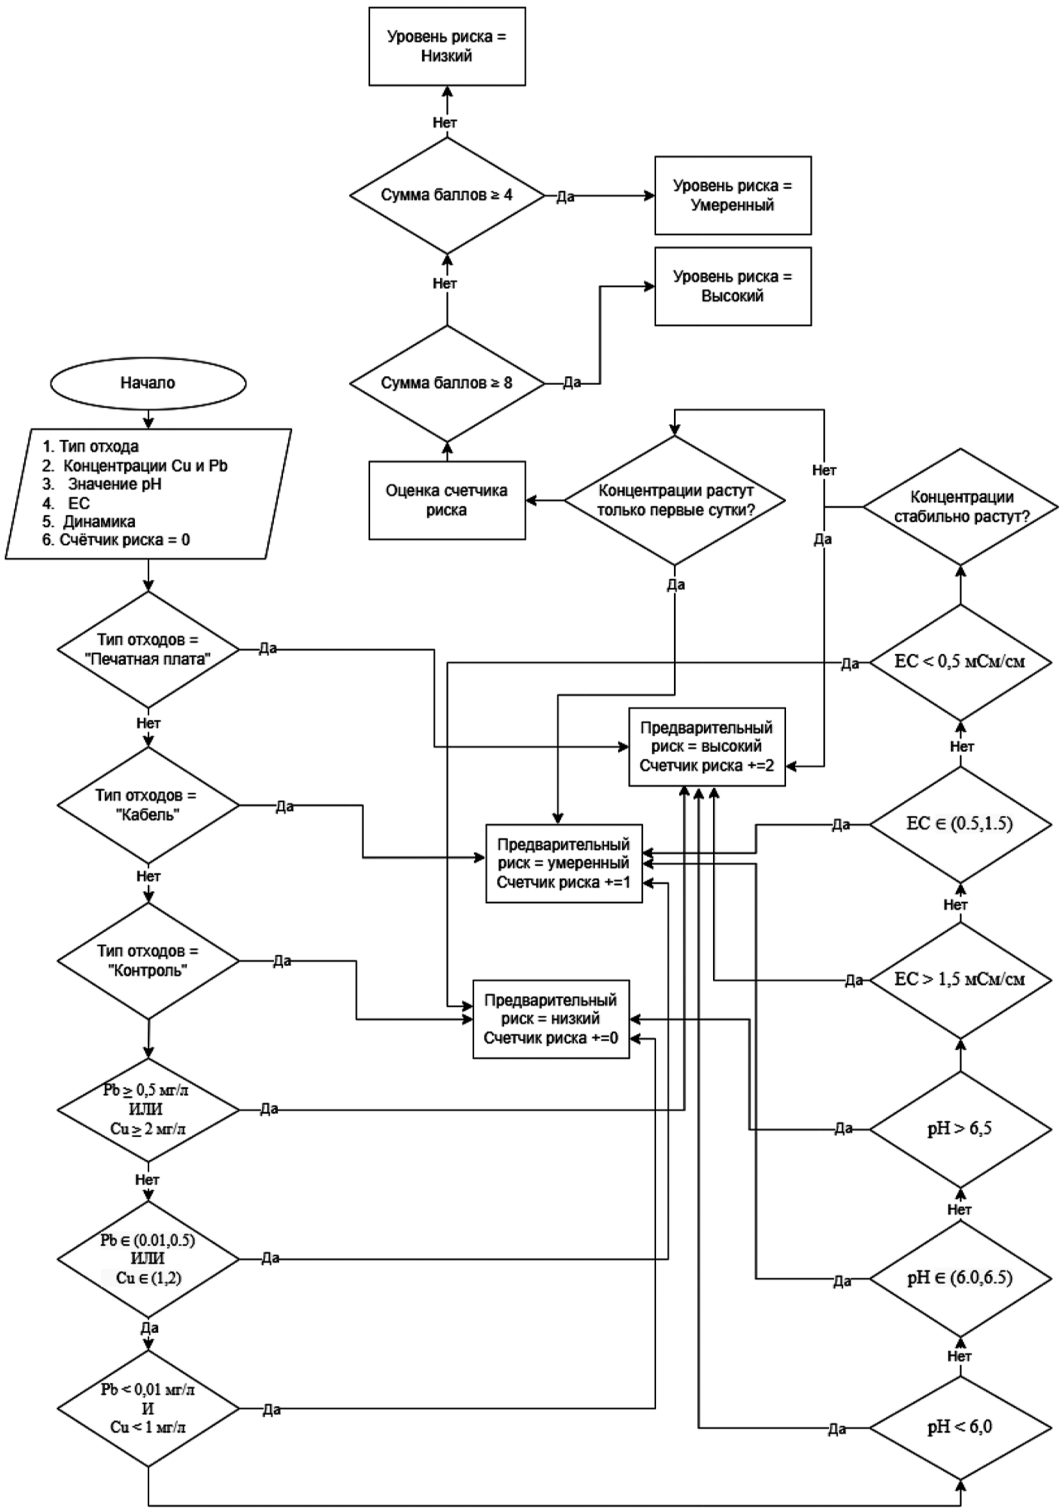 Уровень риска =
Низкий
Нет
Сумма баллов ≥ 4
Да
Уровень риска =
Умеренный
Нет
Уровень риска =
Высокий
Сумма баллов ≥ 8
Да
Начало
1. Тип отхода
2. Концентрации Cu и Pb
3. Значение pH
4. EC
5. Динамика
6. Счётчик риска = 0
Оценка счетчика
риска
Концентрации растут
только первые сутки?
Да
Нет
Да
Концентрации
стабильно растут?
Тип отходов =
"Печатная плата"
Да
Нет
Да
EC < 0,5 мСм/см
Нет
Предварительный
риск = высокий
Счетчик риска +=2
Тип отходов =
"Кабель"
Да
Нет
Предварительный
риск = умеренный
Счетчик риска +=1
Да
EC ∈ (0.5,1.5)
Нет
Тип отходов =
"Контроль"
Да
Предварительный
риск = низкий
Счетчик риска +=0
Да
EC > 1,5 мСм/см
Pb ≥ 0,5 мг/л
ИЛИ
Cu ≥ 2 мг/л
Да
Нет
Да
pH > 6,5
Нет
Pb ∈ (0.01,0.5)
ИЛИ
Cu ∈ (1,2)
Да
Да
Да
pH ∈ (6.0,6.5)
Нет
Pb < 0,01 мг/л
И
Cu < 1 мг/л
Да
Да
pH < 6,0